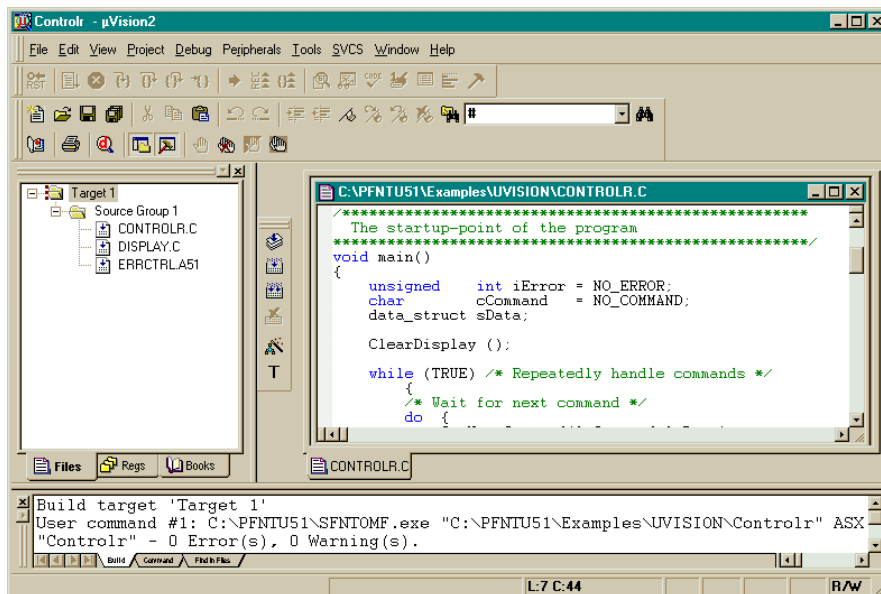 Controlr - µVision2
File Edit View Project Debug Peripherals Tools SVCS Window Help
RST
CODE
#
Target 1
Source Group 1
CONTROLR.C
DISPLAY.C
ERRCTRL.A51
Files Regs Books
T
C:\PFNTU51\Examples\UVISION\CONTROLR.C
/****************************************************
The startup-point of the program
*****************************************************/
void main()
{
unsigned int iError = NO_ERROR;
char cCommand = NO_COMMAND;
data_struct sData;
ClearDisplay ();
while (TRUE) /* Repeatedly handle commands */
{
/* Wait for next command */
do {
CONTROLR.C
Build target 'Target 1'
User command #1: C:\PFNTU51\SFNTOMF.exe "C:\PFNTU51\Examples\UVISION\Controlr" ASX
"Controlr" - 0 Error(s), 0 Warning(s).
Build Command Find in Files
L:7 C:44 R/W